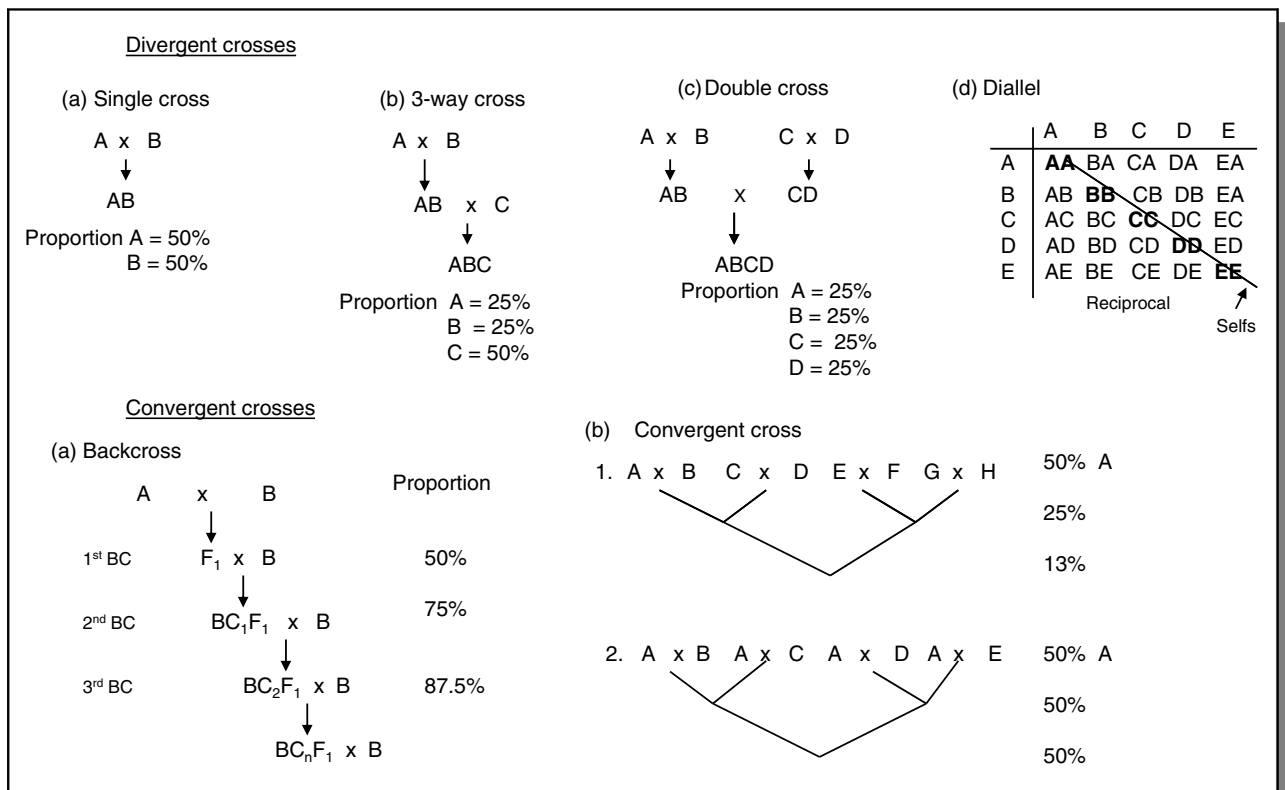 Divergent crosses
(a) Single cross
A x B
AB
Proportion A = 50%
B = 50%
(b) 3-way cross
A x B
AB x C
ABC
Proportion A = 25%
B = 25%
C = 50%
(c) Double cross
A x B C x D
AB x CD
ABCD
Proportion A = 25%
B = 25%
C = 25%
D = 25%
(d) Diallel
A B C D E
A AA BA CA DA EA
B AB BB CB DB EA
C AC BC CC DC EC
D AD BD CD DD ED
E AE BE CE DE EE
Reciprocal
Selfs
Convergent crosses
(a) Backcross
Proportion
A x B
1st BC F₁ x B 50%
75%
2nd BC BC₁F₁ x B
3rd BC BC₂F₁ x B 87.5%
BCₙF₁ x B
(b) Convergent cross
1. A x B C x D E x F G x H 50% A
25%
13%
2. A x B A x C A x D A x E 50% A
50%
50%